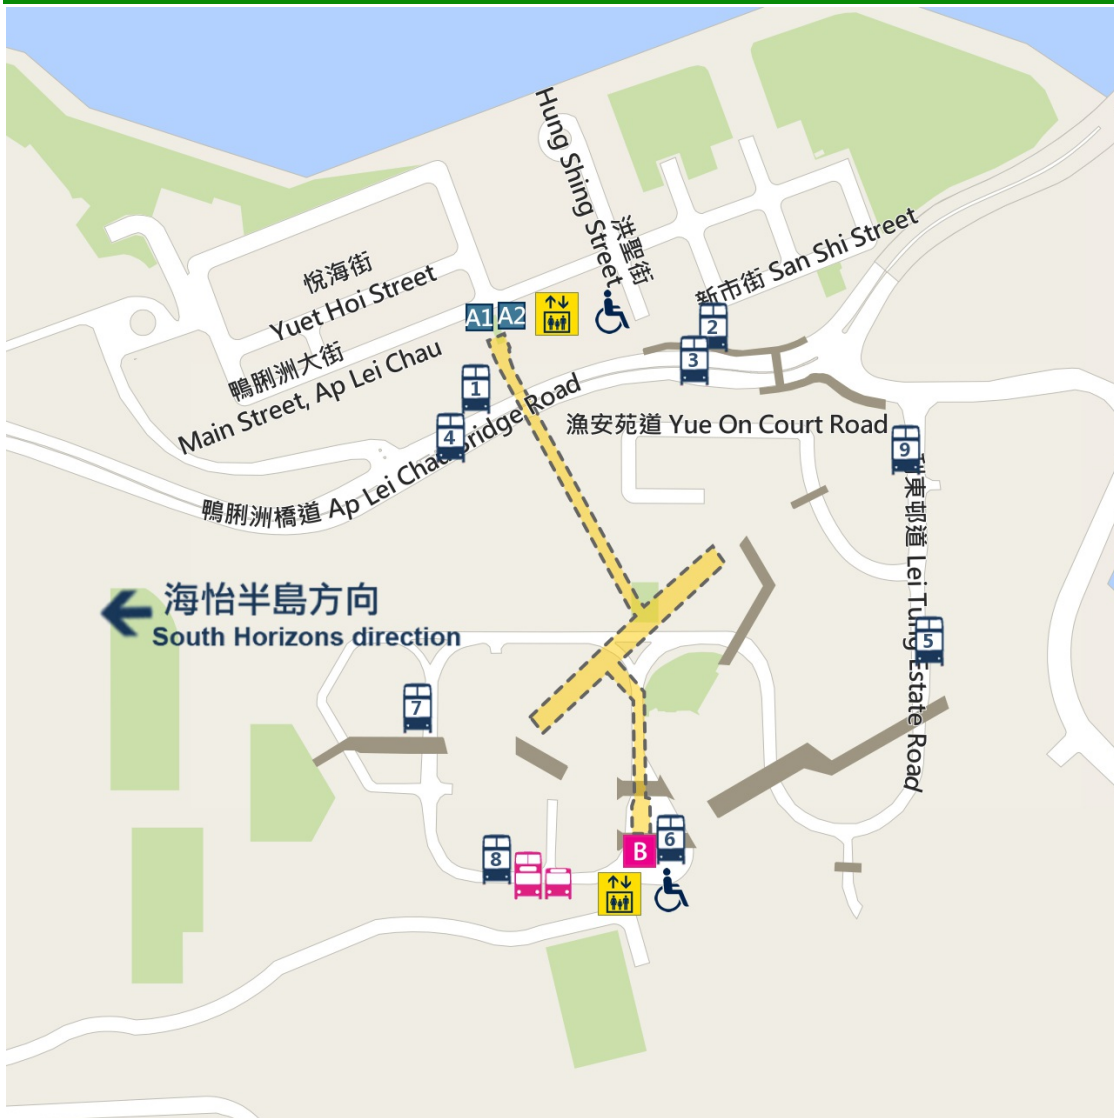 Hung Shing Street
洪聖街
悅海街
Yuet Hoi Street
新市街 San Shi Street
A1
A2
2
3
鴨脷洲大街
Main Street, Ap Lei Chau
1
4
鴨脷洲橋道 Ap Lei Chau Bridge Road
漁安苑道 Yue On Court Road
9
利東邨道 Lei Tung Estate Road
海怡半島方向
South Horizons direction
5
7
6
B
8